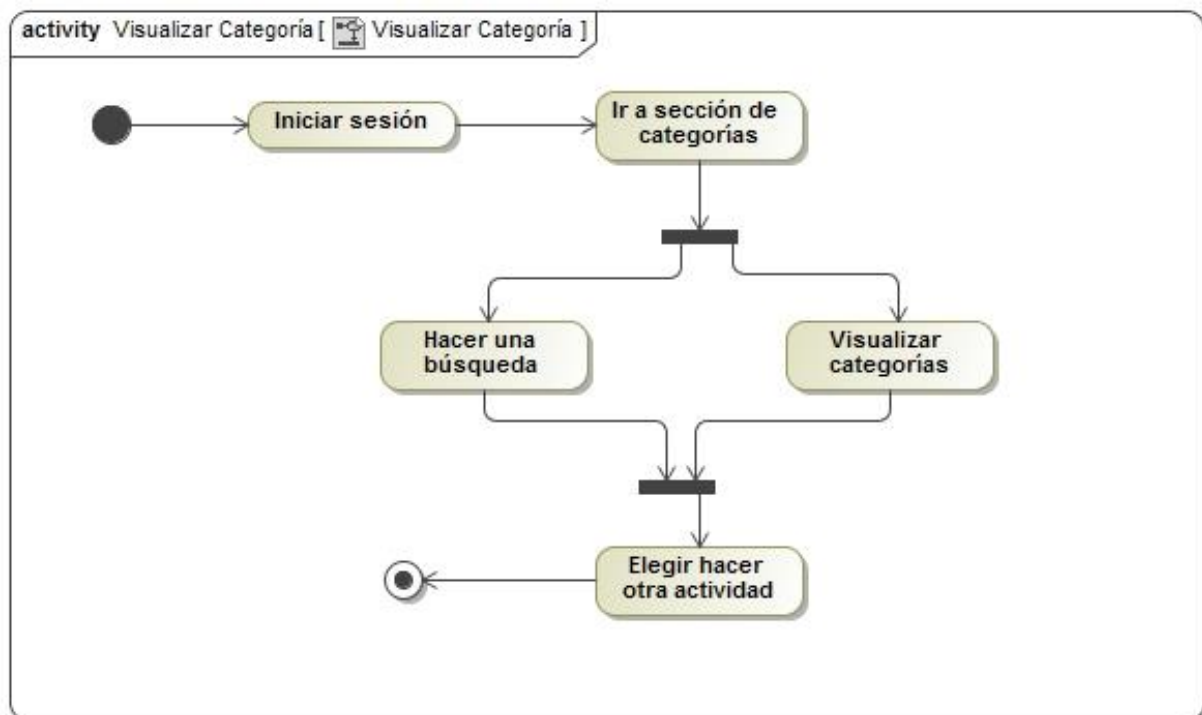 activity Visualizar Categoría [ Visualizar Categoría ]
Iniciar sesión
Ir a sección de
categorías
Hacer una
búsqueda
Visualizar
categorías
Elegir hacer
otra actividad